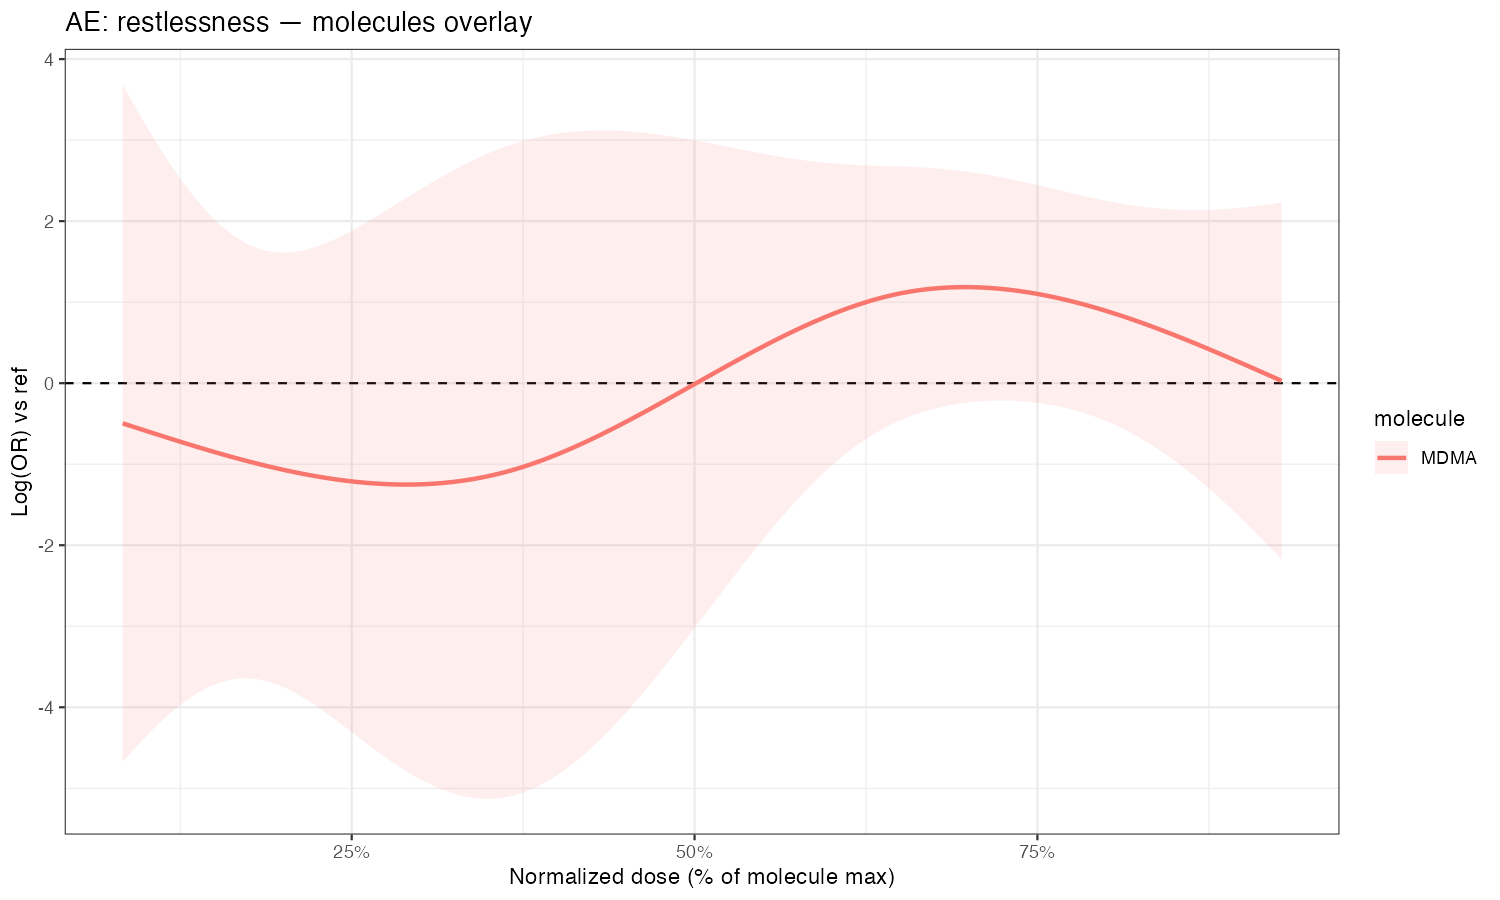 AE: restlessness — molecules overlay
4
2
0
-2
-4
Log(OR) vs ref
25%
50%
75%
Normalized dose (% of molecule max)
molecule
MDMA